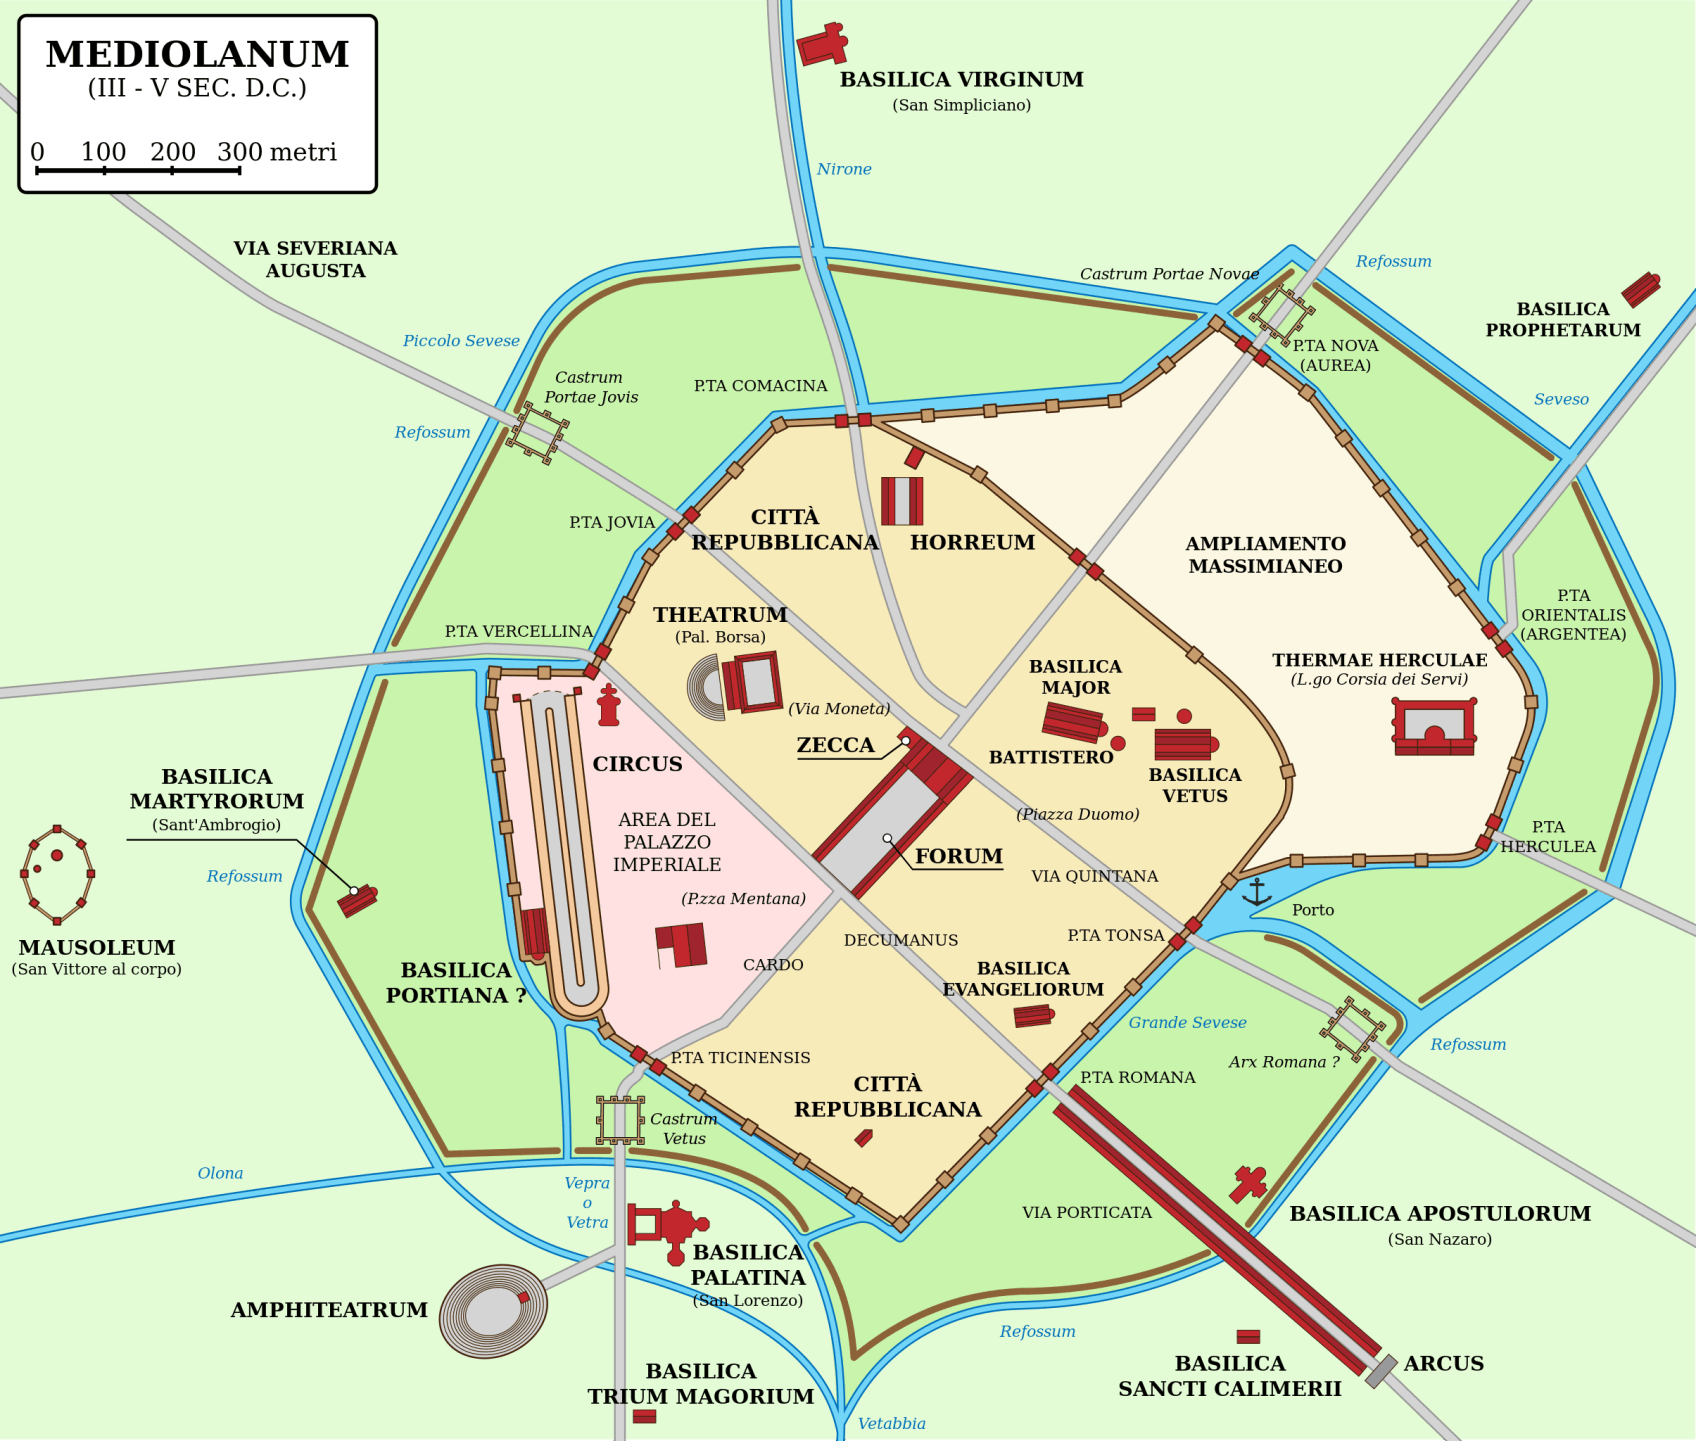 MEDIOLANUM
(III - V SEC. D.C.)
0 100 200 300 metri
BASILICA VIRGINUM
(San Simpliciano)
Nirone
VIA SEVERIANA
AUGUSTA
Castrum Portae Novae
Refossum
BASILICA
PROPHETARUM
Piccolo Sevese
P.TA NOVA
(AUREA)
Castrum
Portae Jovis
P.TA COMACINA
Seveso
Refossum
P.TA JOVIA
CITTÀ
REPUBBLICANA
HORREUM
AMPLIAMENTO
MASSIMIANEO
P.TA
ORIENTALIS
(ARGENTEA)
THEATRUM
(Pal. Borsa)
P.TA VERCELLINA
BASILICA
MAJOR
THERMAE HERCULAE
(L.go Corsia dei Servi)
(Via Moneta)
ZECCA
BATTISTERO
BASILICA
VETUS
CIRCUS
BASILICA
MARTYRORUM
(Sant'Ambrogio)
AREA DEL
PALAZZO
IMPERIALE
(Piazza Duomo)
P.TA
HERCULEA
FORUM
Refossum
VIA QUINTANA
(P.zza Mentana)
Porto
MAUSOLEUM
(San Vittore al corpo)
DECUMANUS
P.TA TONSA
CARDO
BASILICA
PORTIANA ?
BASILICA
EVANGELIORUM
Grande Sevese
Refossum
P.TA TICINENSIS
Arx Romana ?
P.TA ROMANA
CITTÀ
REPUBBLICANA
Castrum
Vetus
Olona
Vepra
o
Vetra
VIA PORTICATA
BASILICA APOSTULORUM
(San Nazaro)
BASILICA
PALATINA
(San Lorenzo)
AMPHITEATRUM
Refossum
BASILICA
SANCTI CALIMERII
ARCUS
BASILICA
TRIUM MAGORIUM
Vetabbia